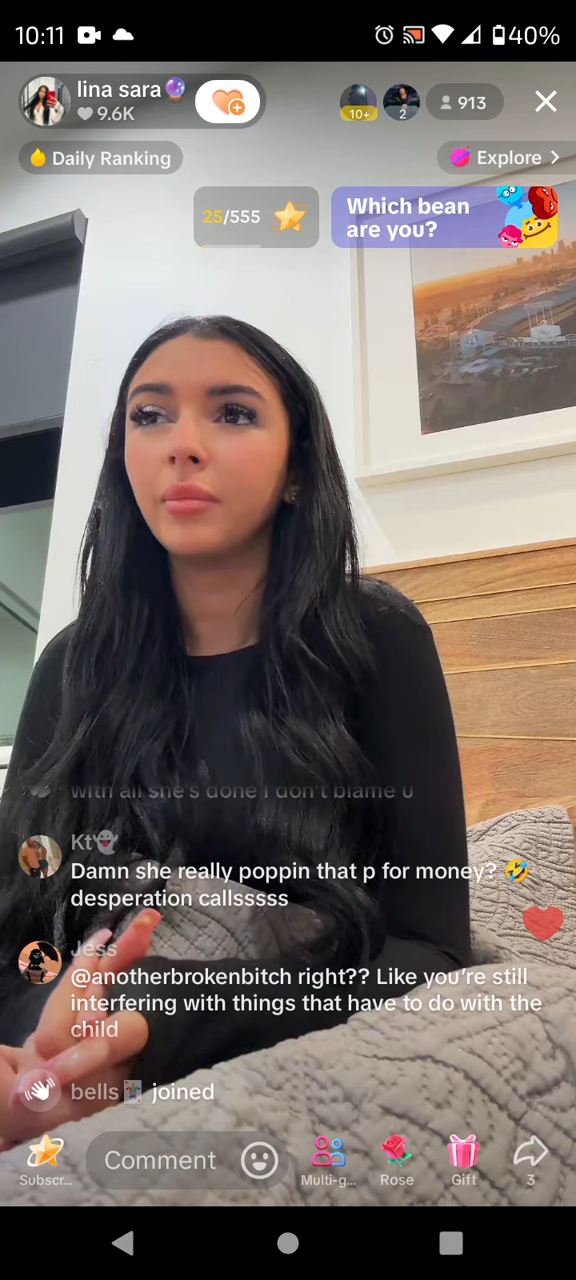 10:11
40%
lina sara🔮
9.6K
10+
2
913
Daily Ranking
Explore >
25/555
Which bean
are you?
with all she's done I don't blame u
Kt👻
Damn she really poppin that p for money? 🤣
desperation callsssss
Jess
@anotherbrokenbitch right?? Like you're still
interfering with things that have to do with the
child
bells🃏 joined
Subscr...
Comment
Multi-g...
Rose
Gift
3